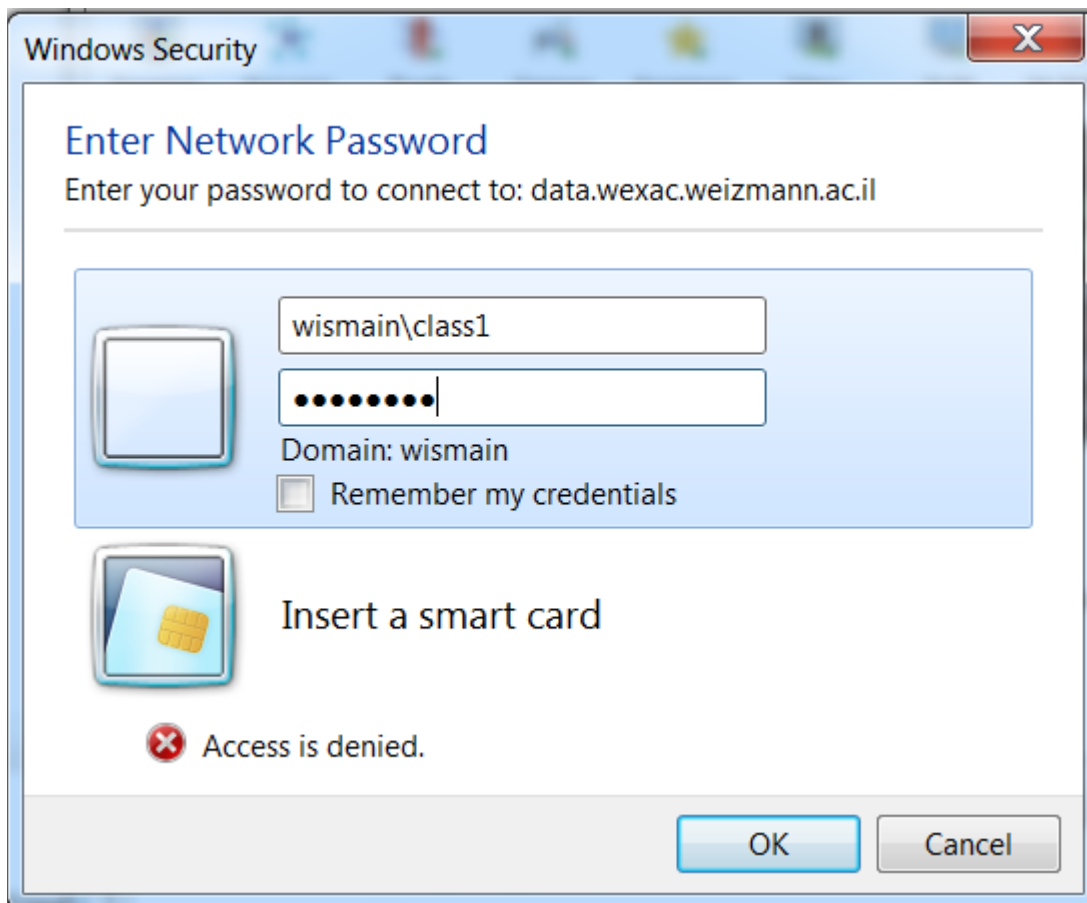 Windows Security
Enter Network Password
Enter your password to connect to: data.wexac.weizmann.ac.il
wismain\class1
●●●●●●●●
Domain: wismain
Remember my credentials
Insert a smart card
Access is denied.
OK
Cancel